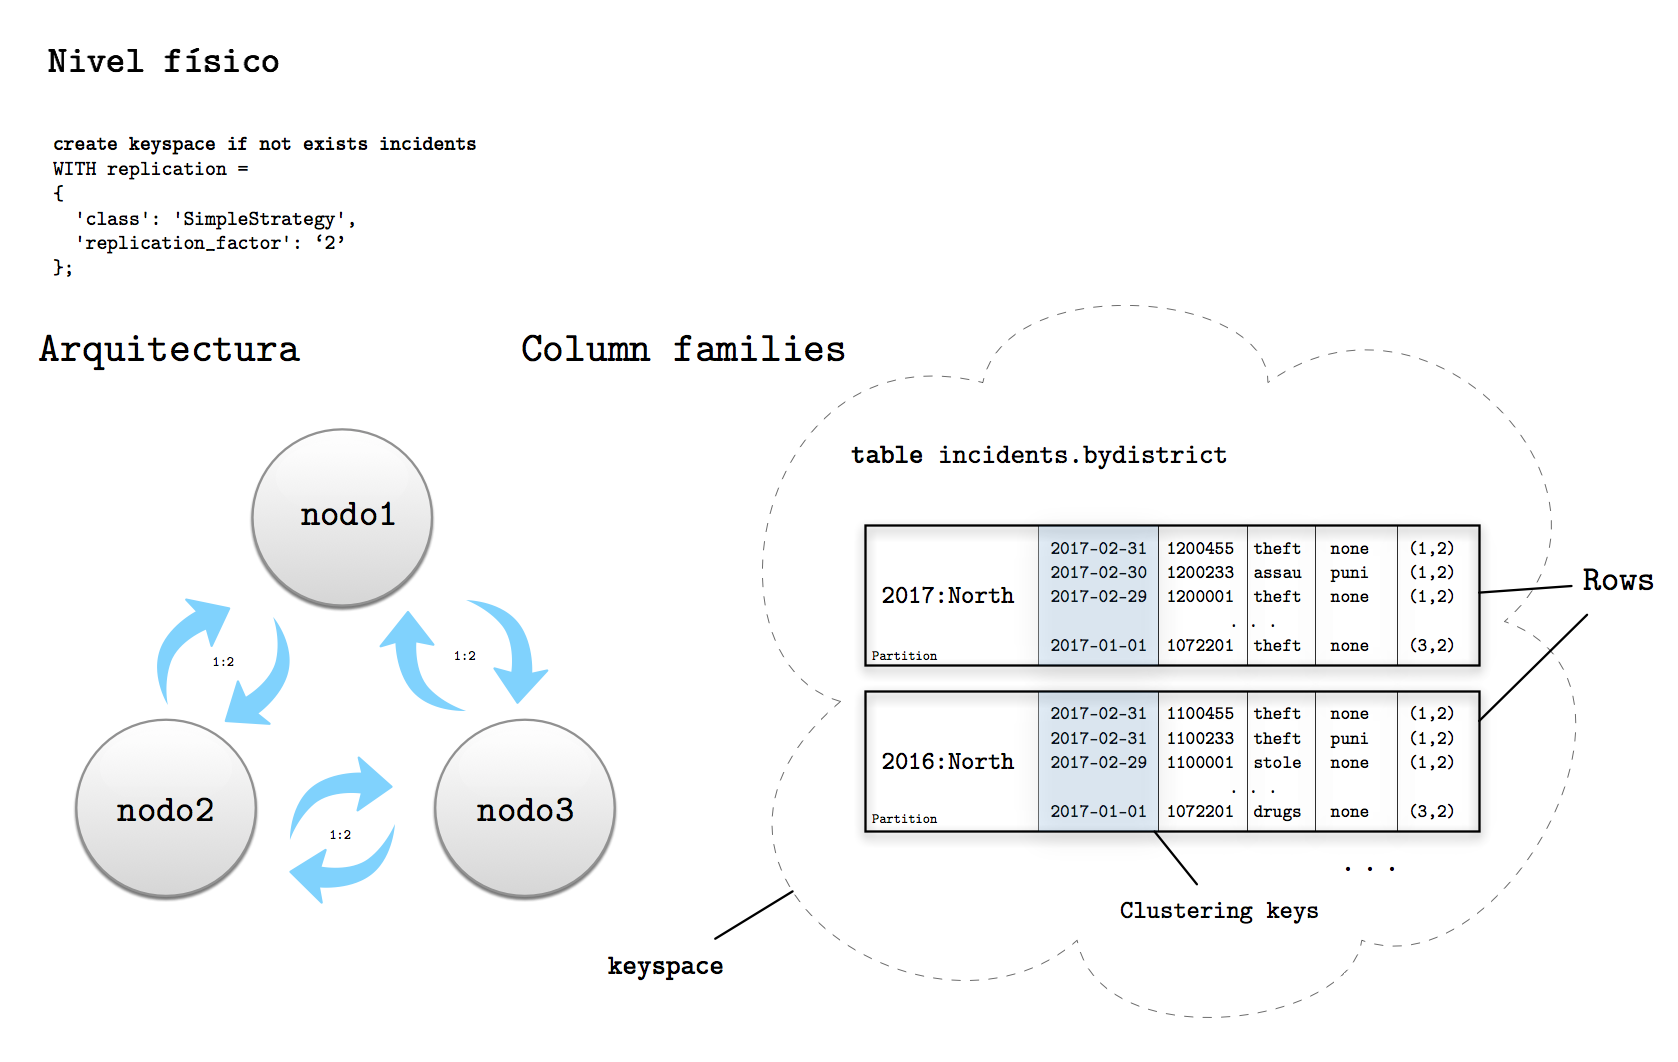 Nivel físico
create keyspace if not exists incidents
WITH replication =
{
'class': 'SimpleStrategy',
'replication_factor': ‘2’
};
Arquitectura
nodo1
1:2
1:2
nodo2
nodo3
1:2
Column families
table incidents.bydistrict
2017:North
Partition
2017-02-31 1200455 theft none (1,2)
2017-02-30 1200233 assau puni (1,2)
2017-02-29 1200001 theft none (1,2)
. . .
2017-01-01 1072201 theft none (3,2)
2016:North
Partition
2017-02-31 1100455 theft none (1,2)
2017-02-31 1100233 theft puni (1,2)
2017-02-29 1100001 stole none (1,2)
. . .
2017-01-01 1072201 drugs none (3,2)
. . .
Rows
Clustering keys
keyspace